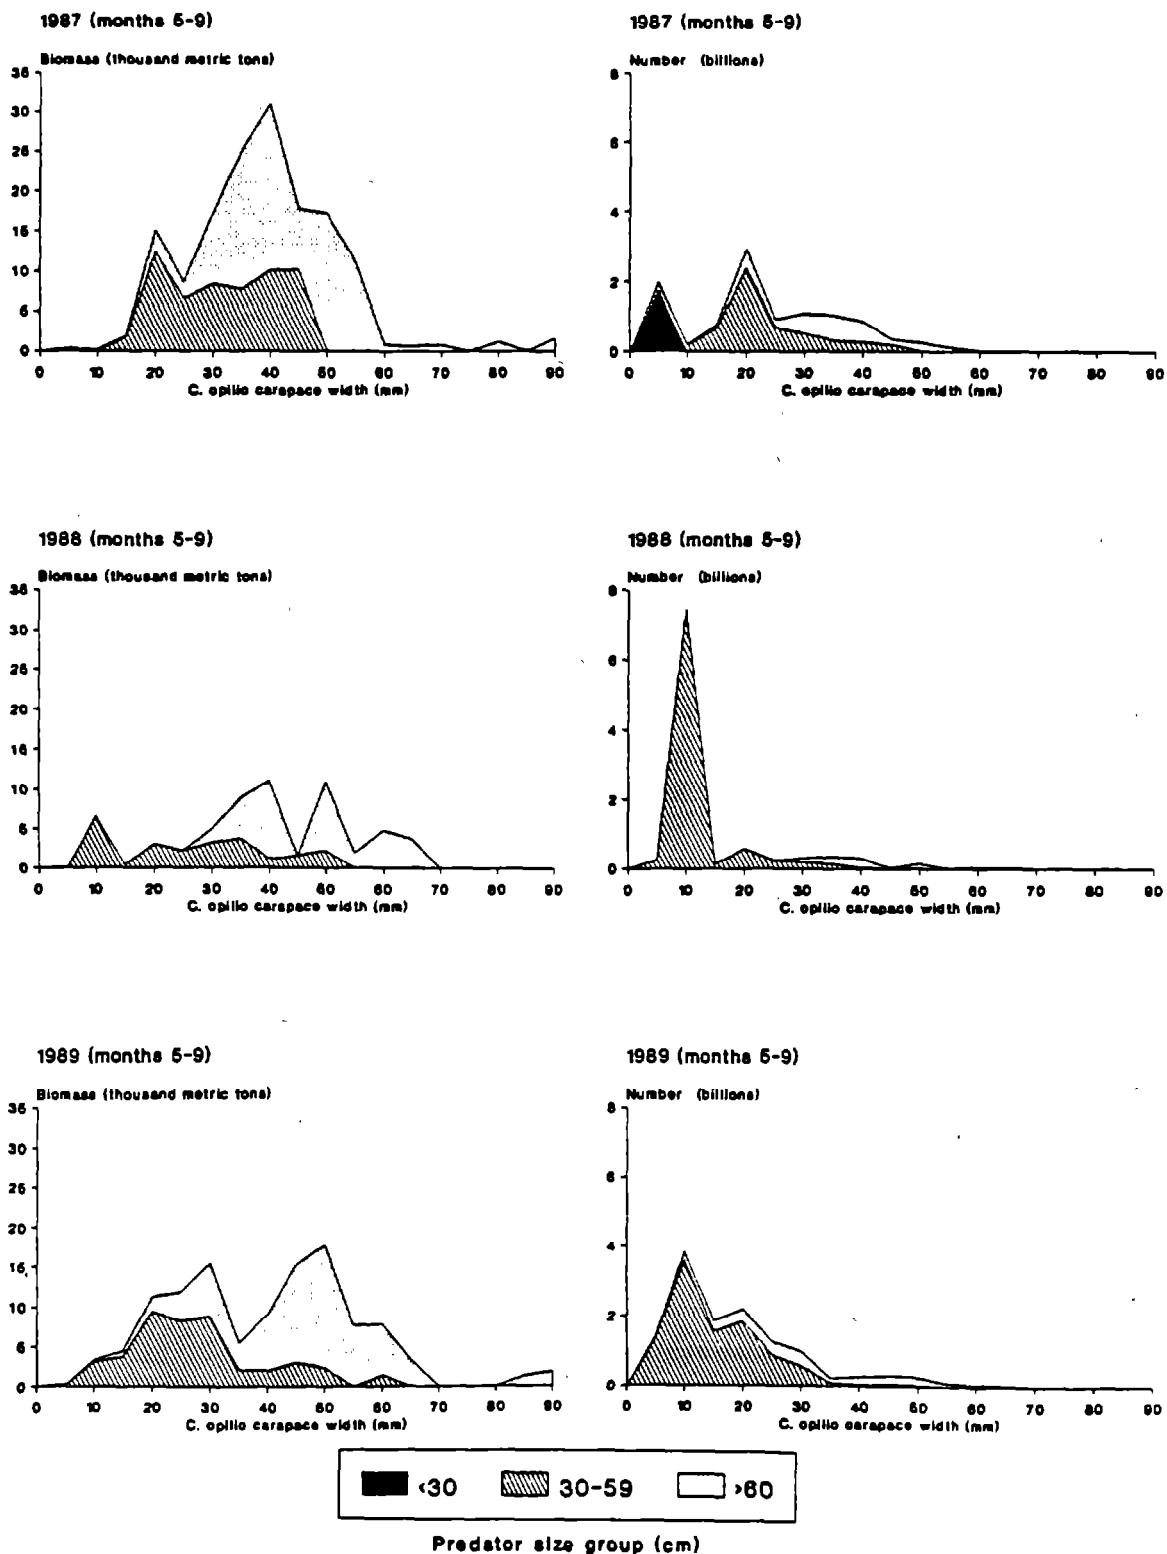 1987 (months 5-9)
Biomass (thousand metric tons)
35
30
25
20
15
10
5
0
0 10 20 30 40 50 60 70 80 90
C. opilio carapace width (mm)
1987 (months 5-9)
Number (billions)
8
6
4
2
0
0 10 20 30 40 50 60 70 80 90
C. opilio carapace width (mm)
1988 (months 5-9)
Biomass (thousand metric tons)
35
30
25
20
15
10
5
0
0 10 20 30 40 50 60 70 80 90
C. opilio carapace width (mm)
1988 (months 5-9)
Number (billions)
8
6
4
2
0
0 10 20 30 40 50 60 70 80 90
C. opilio carapace width (mm)
1989 (months 5-9)
Biomass (thousand metric tons)
35
30
25
20
15
10
5
0
0 10 20 30 40 50 60 70 80 90
C. opilio carapace width (mm)
1989 (months 5-9)
Number (billions)
8
6
4
2
0
0 10 20 30 40 50 60 70 80 90
C. opilio carapace width (mm)
<30 30-59 >60
Predator size group (cm)